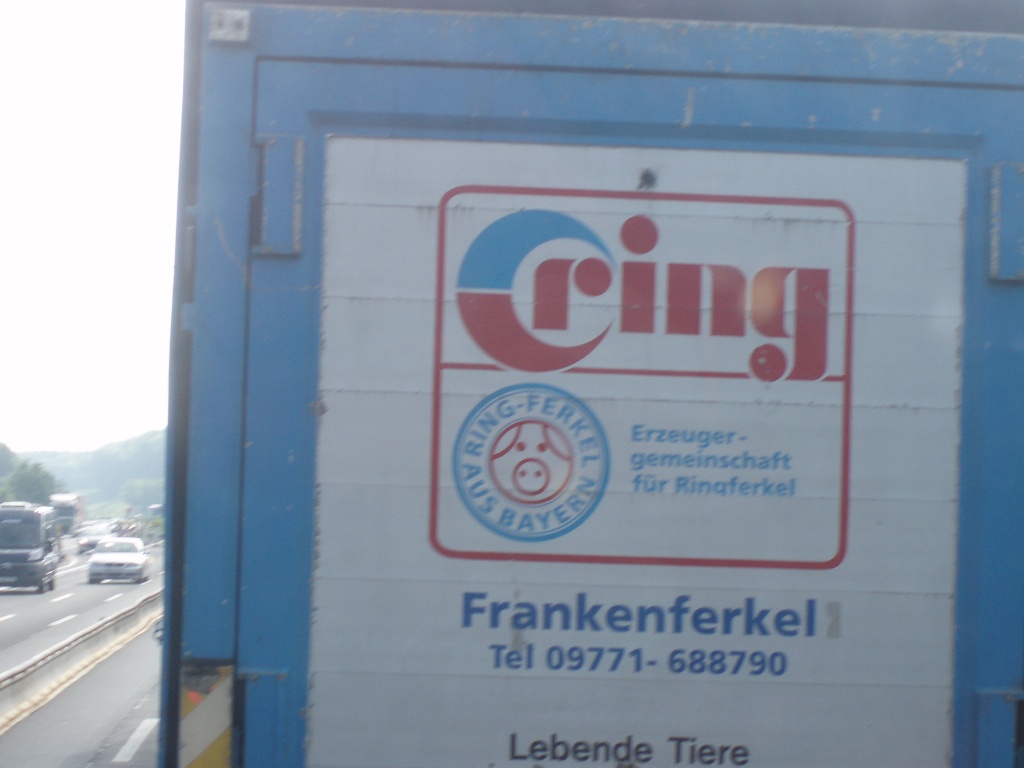 ring
RING-FERKEL
AUS BAYERN
Erzeuger-
gemeinschaft
für Ringferkel
Frankenferkel
Tel 09771- 688790
Lebende Tiere